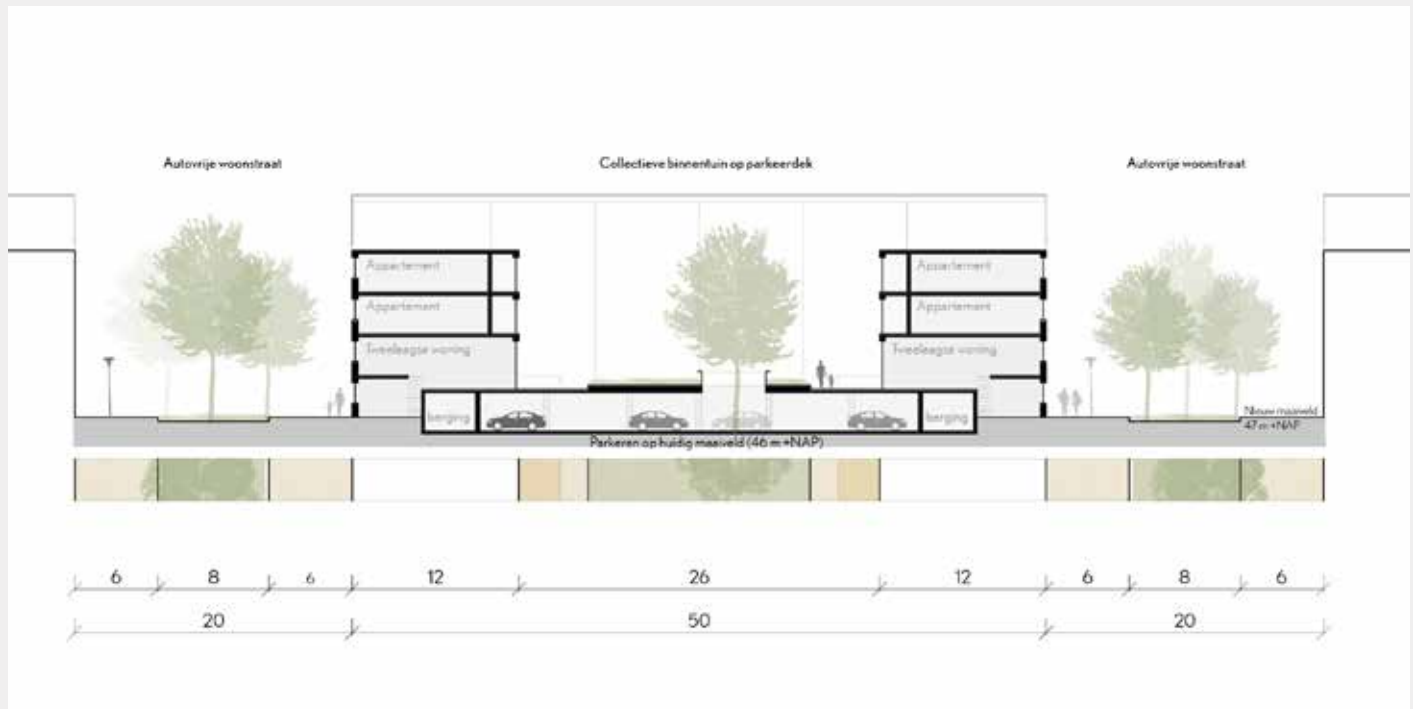 Autovrije woonstraat
Collectieve binnentuin op parkeerdek
Autovrije woonstraat
Appartement
Appartement
Appartement
Appartement
Tweelaagse woning
Tweelaagse woning
berging
berging
Nieuw maaiveld
47 m +NAP
Parkeren op huidig maaiveld (46 m +NAP)
6 8 6 12 26 12 6 8 6
20 50 20